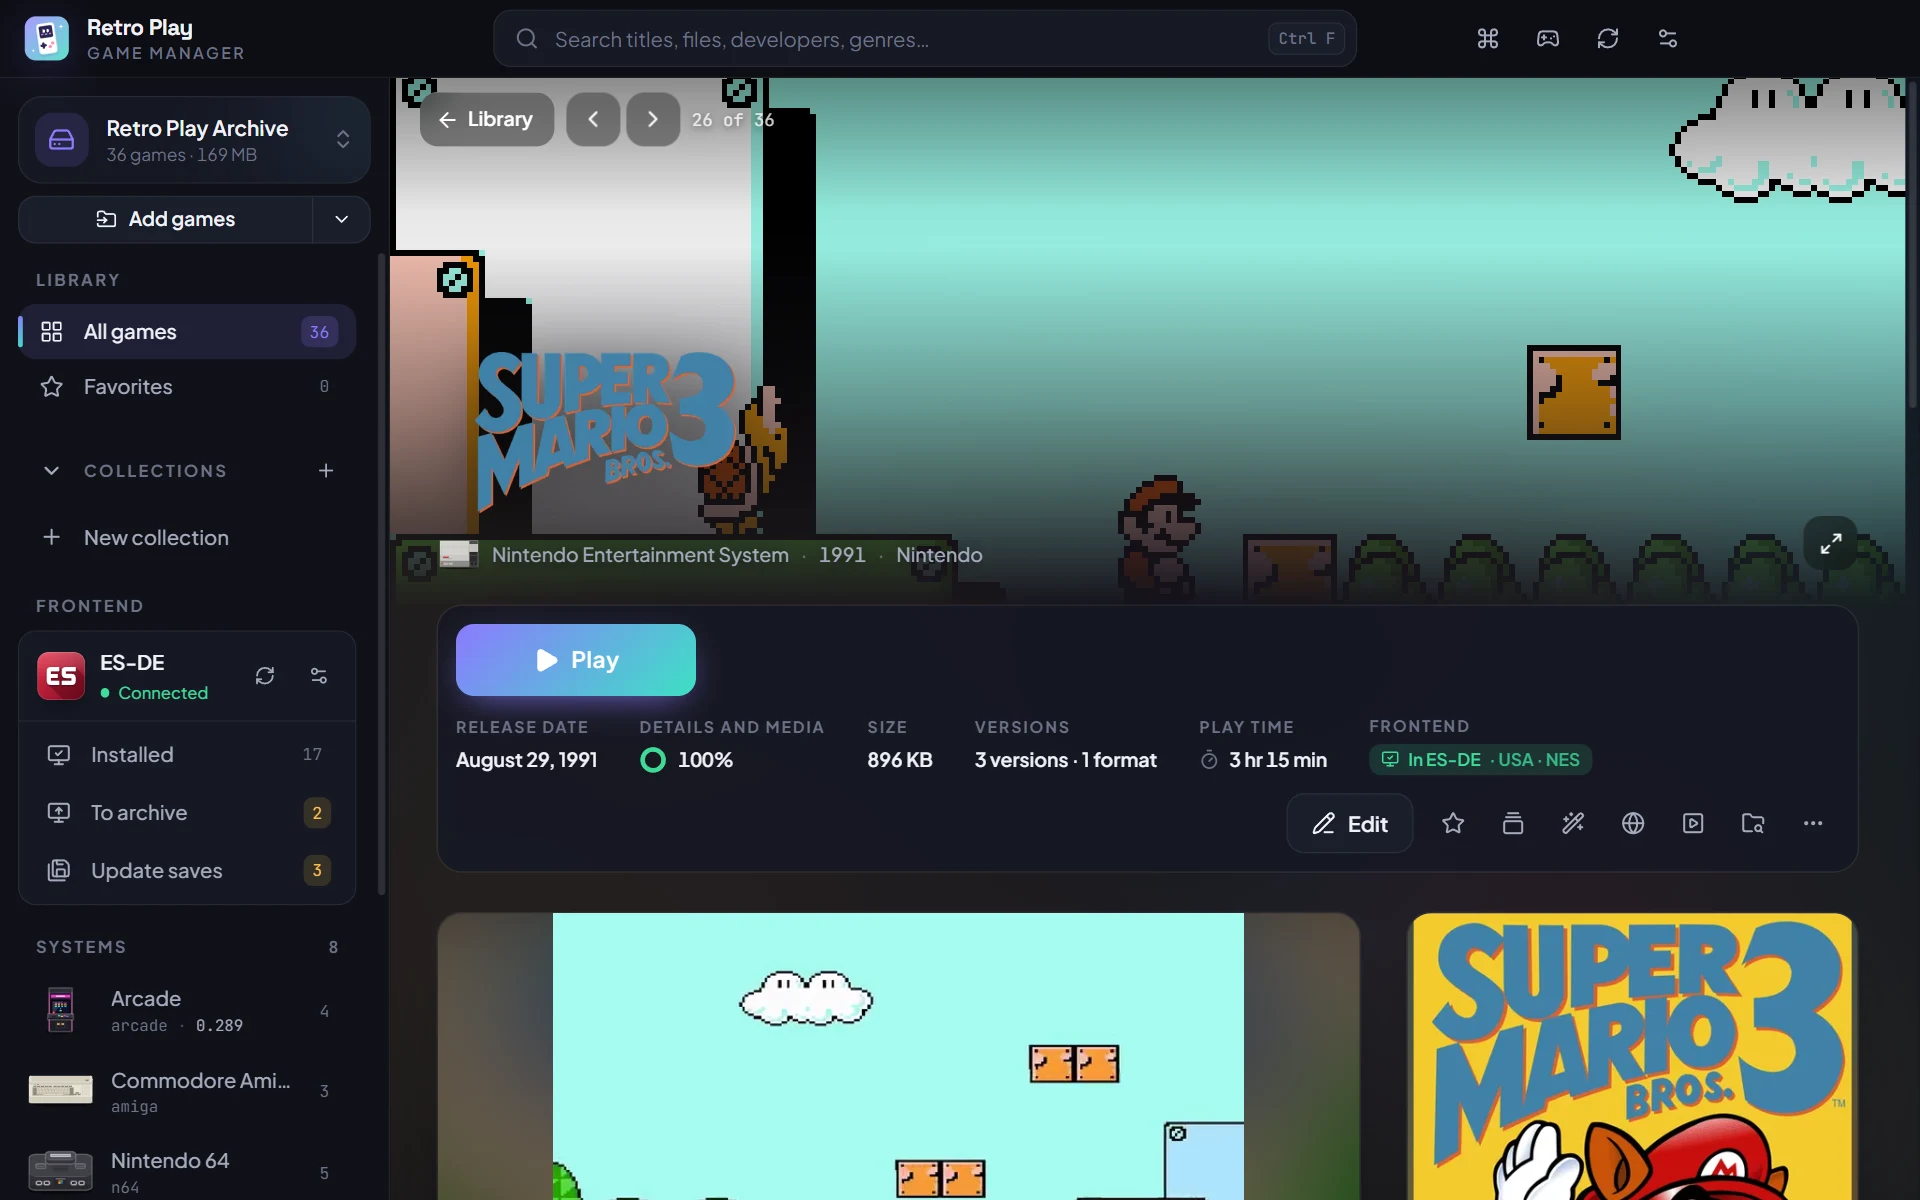 Retro Play
GAME MANAGER
Search titles, files, developers, genres...
Ctrl F
Retro Play Archive
36 games · 169 MB
Add games
LIBRARY
All games
36
Favorites
0
COLLECTIONS
New collection
FRONTEND
ES
ES-DE
Connected
Installed
17
To archive
2
Update saves
3
SYSTEMS
8
Arcade
arcade · 0.289
4
Commodore Ami...
amiga
3
Nintendo 64
n64
5
Library
26 of 36
SUPER
MARIO
BROS.
3
Nintendo Entertainment System · 1991 · Nintendo
Play
RELEASE DATE
August 29, 1991
DETAILS AND MEDIA
100%
SIZE
896 KB
VERSIONS
3 versions · 1 format
PLAY TIME
3 hr 15 min
FRONTEND
In ES-DE · USA · NES
Edit
SUPER
MARIO
BROS.
3
TM
M